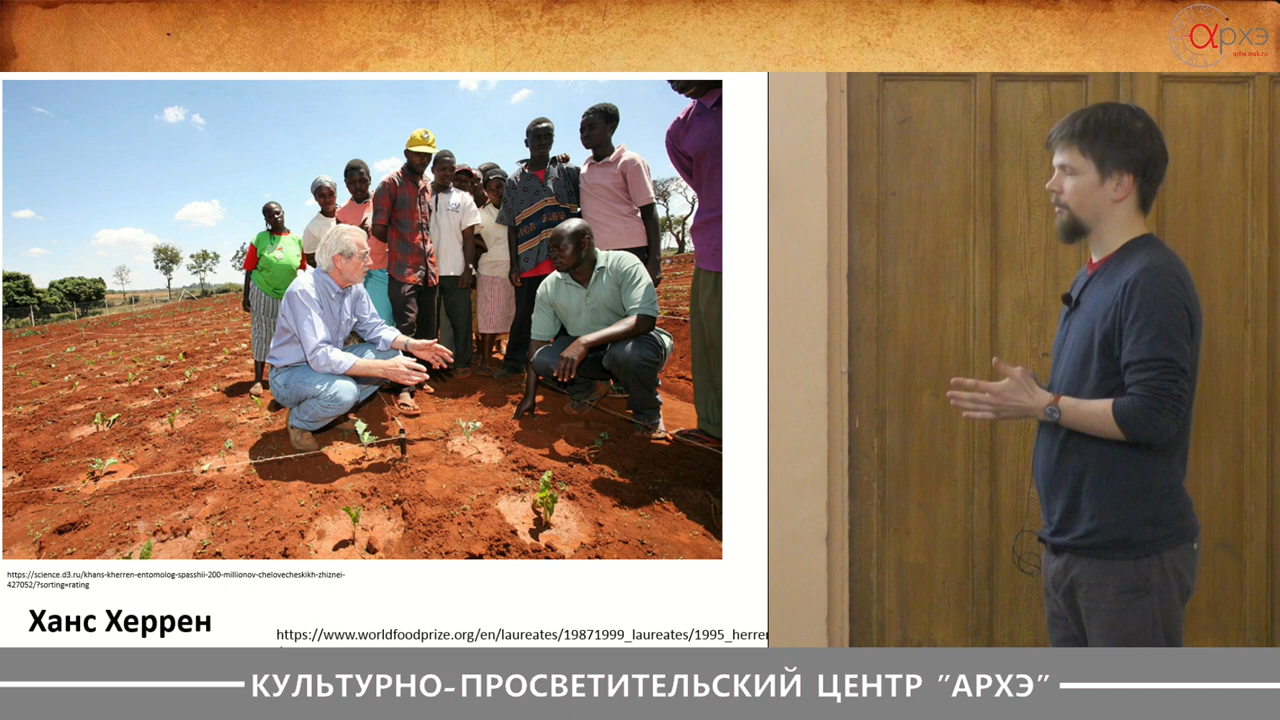 αрхэ
arhe.msk.ru
https://science.d3.ru/khans-kherren-entomolog-spasshii-200-millionov-chelovecheskikh-zhiznei-
427052/?sorting=rating
Ханс Херрен
https://www.worldfoodprize.org/en/laureates/19871999_laureates/1995_herren
КУЛЬТУРНО-ПРОСВЕТИТЕЛЬСКИЙ ЦЕНТР "АРХЭ"